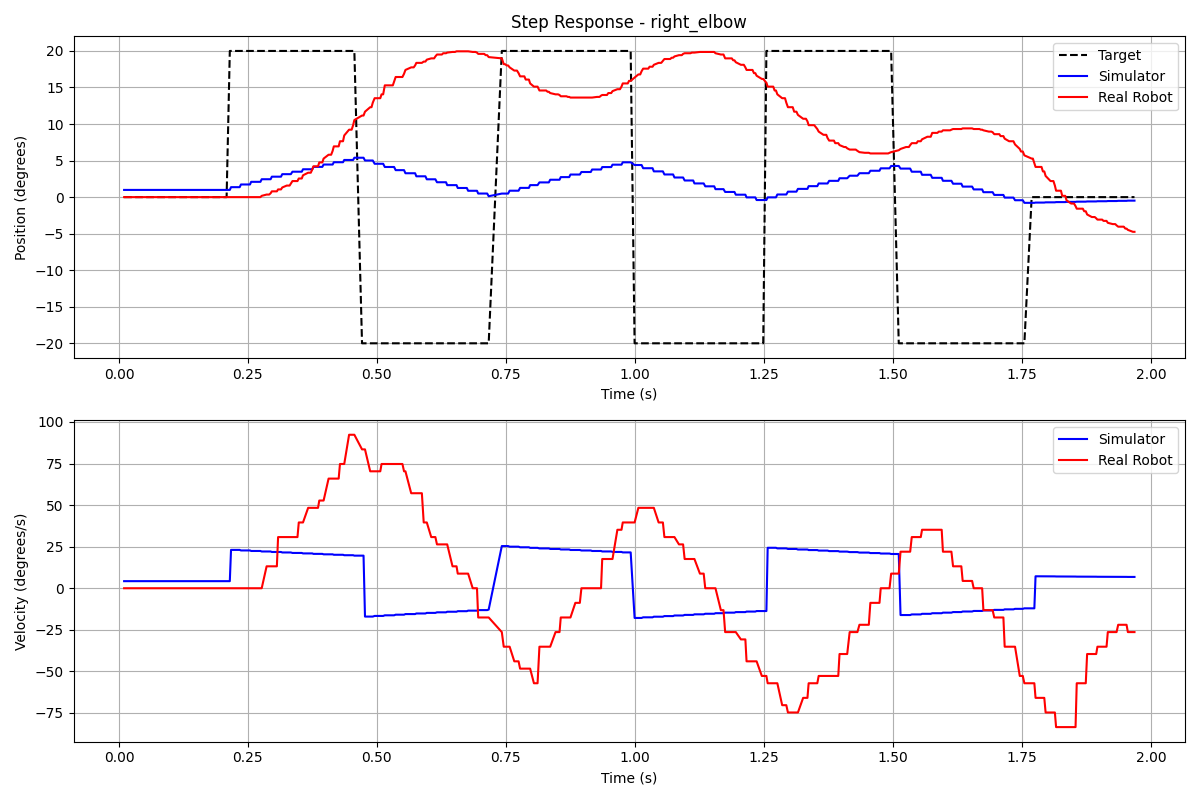 Step Response - right_elbow
Target
Simulator
Real Robot
Position (degrees)
20
15
10
5
0
−5
−10
−15
−20
0.00 0.25 0.50 0.75 1.00 1.25 1.50 1.75 2.00
Time (s)
Simulator
Real Robot
Velocity (degrees/s)
100
75
50
25
0
−25
−50
−75
0.00 0.25 0.50 0.75 1.00 1.25 1.50 1.75 2.00
Time (s)